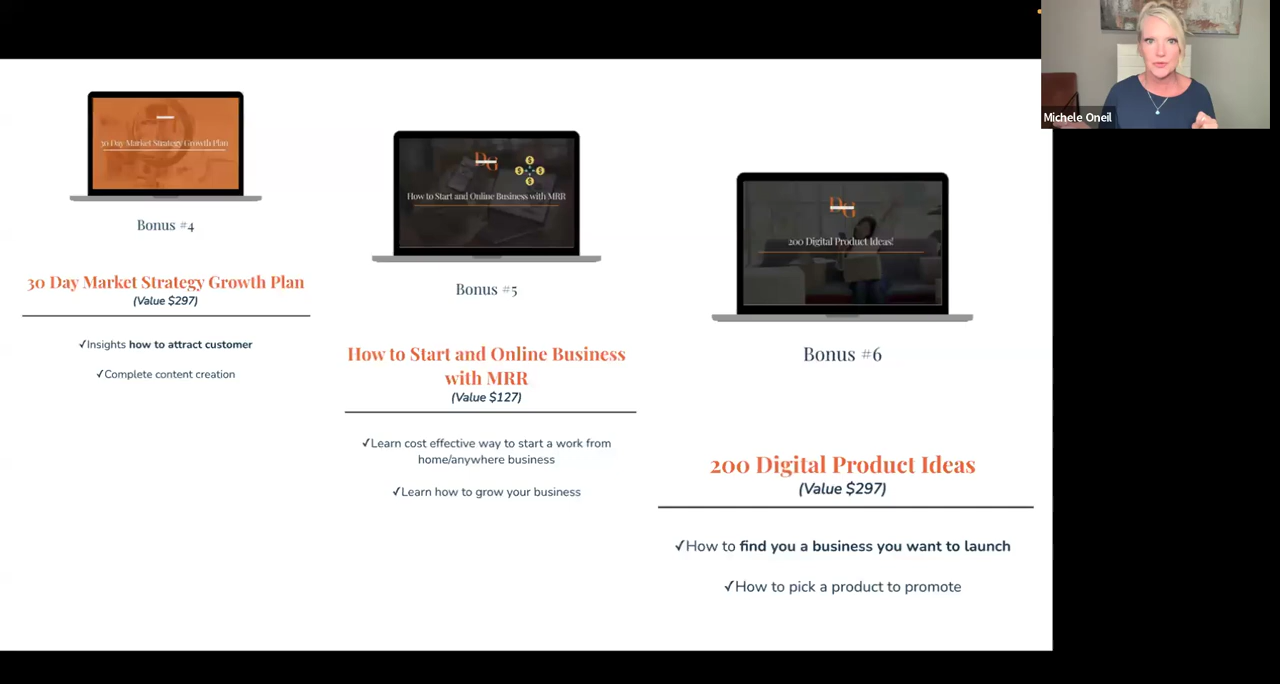 Michele Oneil
30 Day Market Strategy Growth Plan
Bonus #4
30 Day Market Strategy Growth Plan
(Value $297)
✓Insights how to attract customer
✓Complete content creation
DG
$
$ $
$
How to Start and Online Business with MRR
Bonus #5
How to Start and Online Business
with MRR
(Value $127)
✓Learn cost effective way to start a work from
home/anywhere business
✓Learn how to grow your business
DG
200 Digital Product Ideas!
Bonus #6
200 Digital Product Ideas
(Value $297)
✓How to find you a business you want to launch
✓How to pick a product to promote